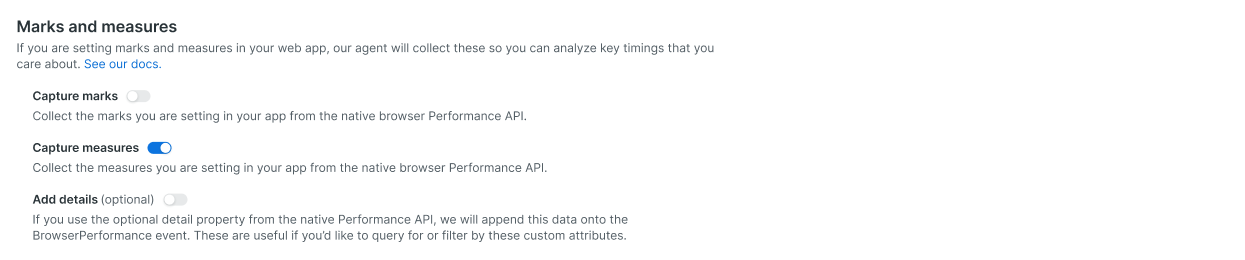 Marks and measures
If you are setting marks and measures in your web app, our agent will collect these so you can analyze key timings that you
care about. See our docs.
Capture marks
Collect the marks you are setting in your app from the native browser Performance API.
Capture measures
Collect the measures you are setting in your app from the native browser Performance API.
Add details (optional)
If you use the optional detail property from the native Performance API, we will append this data onto the
BrowserPerformance event. These are useful if you’d like to query for or filter by these custom attributes.